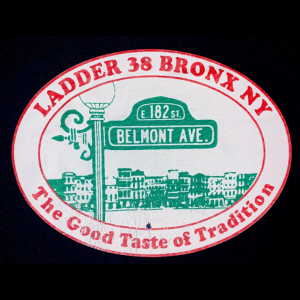 LADDER 38 BRONX NY
E. 182 ST.
BELMONT AVE.
The Good Taste of Tradition